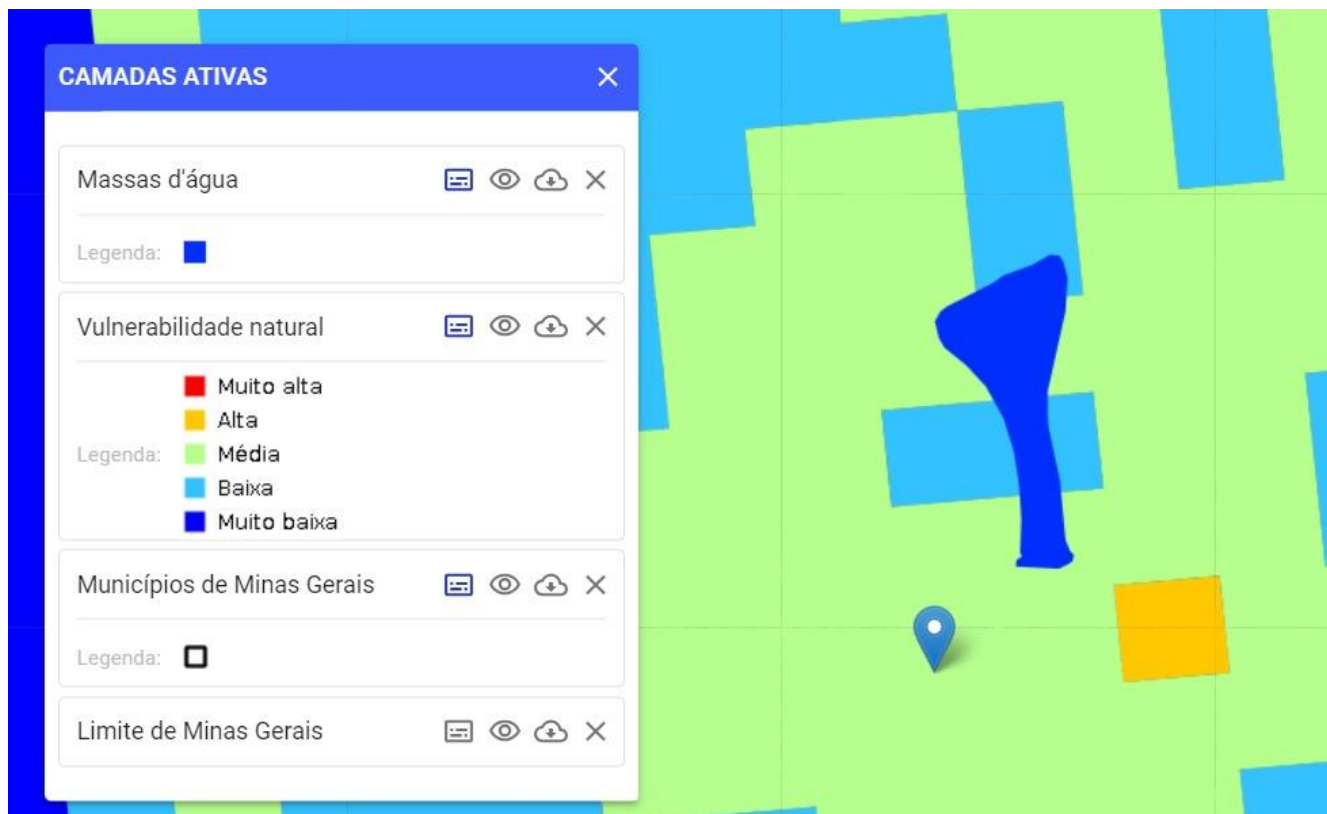 CAMADAS ATIVAS
Massas d'água
Legenda:
Vulnerabilidade natural
Legenda:
Muito alta
Alta
Média
Baixa
Muito baixa
Municípios de Minas Gerais
Legenda:
Limite de Minas Gerais